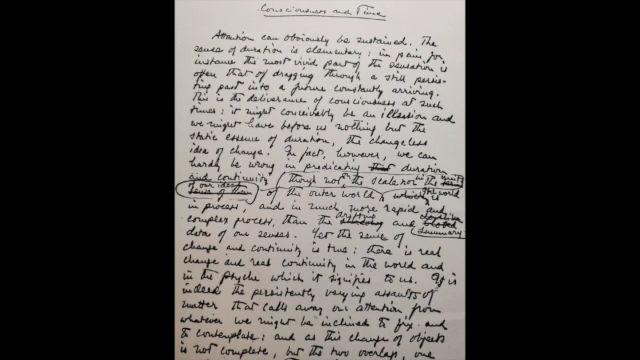 Consciousness and Time
Attention can obviously be sustained. The
sense of duration is elementary: in pain, for
instance the most vivid part of the sensation is
often that of dragging through a still persis-
ting past into a future constantly arriving.
This is the deliverance of consciousness at such
times: it might conceivably be an illusion and
we might have before us nothing but the
static essence of duration, the changeless
idea of change. In fact, however, we can
hardly be wrong in predicating duration
and continuity (though not the scale nor in the
of our ideas of the outer world, which is
in process, and in much more rapid and
complex process, than the and
data of our senses. Yet the sense of summary
change and continuity is true: there is real
change and real continuity in the world and
in the psyche which it signifies to us. It is
indeed the persistently varying assaults of
matter that calls away our attention from
whatever we might be inclined to fix and
to contemplate: and as this change of objects
is not complete, but the two overlap, one